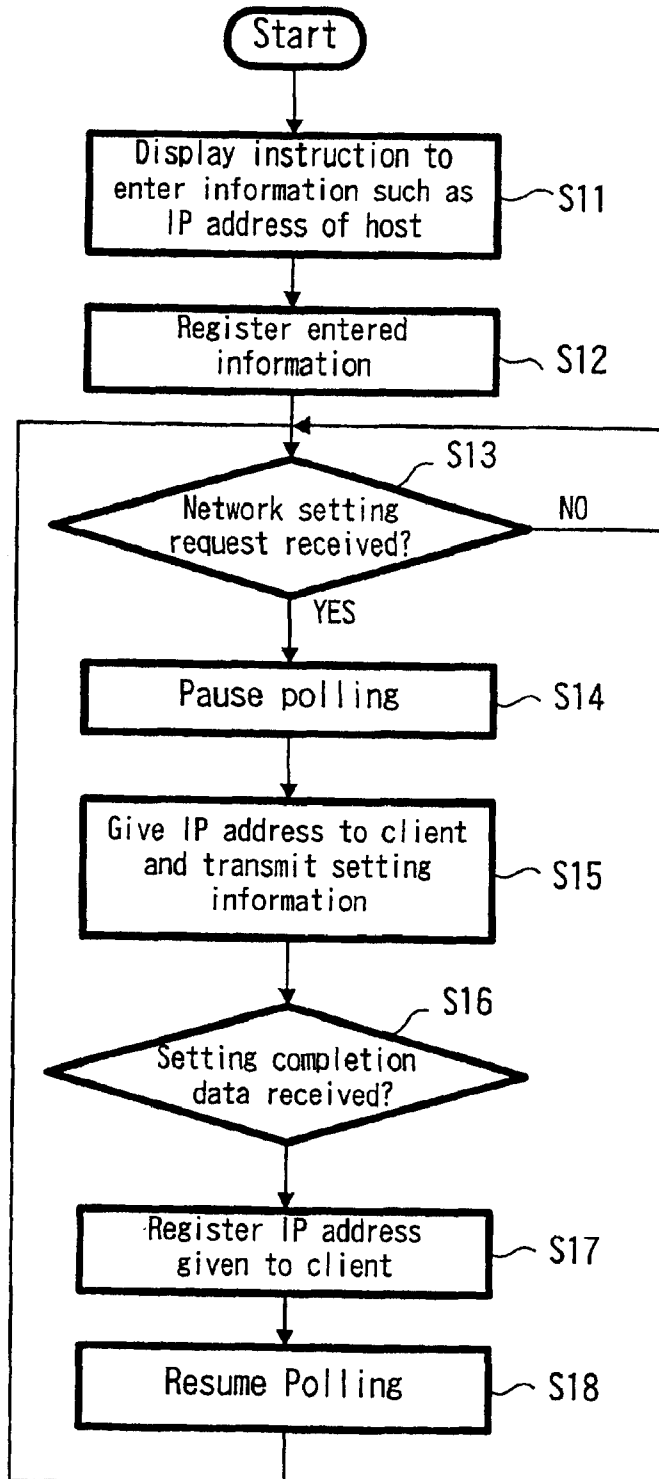 Start
Display instruction to
enter information such as
IP address of host
S11
Register entered
information
S12
S13
Network setting
request received?
NO
YES
Pause polling
S14
Give IP address to client
and transmit setting
information
S15
S16
Setting completion
data received?
Register IP address
given to client
S17
Resume Polling
S18